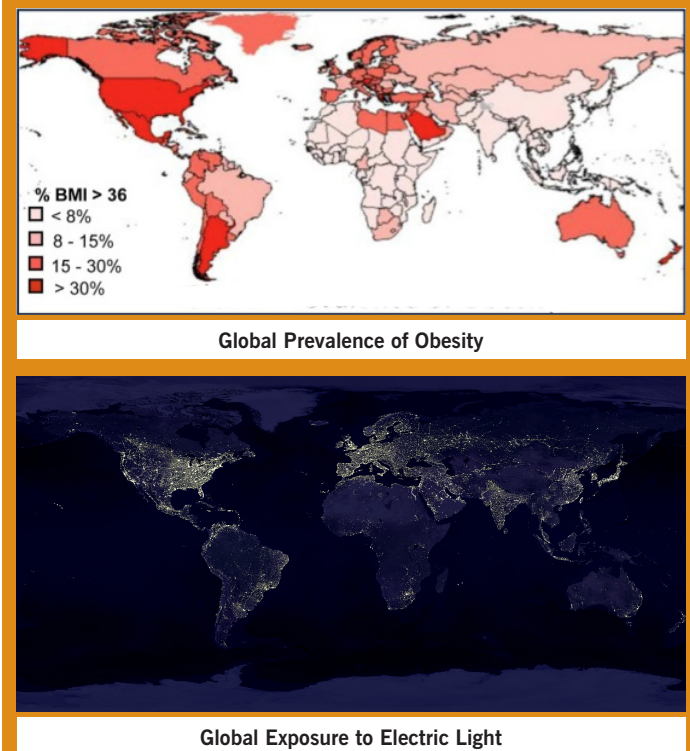 % BMI > 36
< 8%
8 - 15%
15 - 30%
> 30%
Global Prevalence of Obesity
Global Exposure to Electric Light